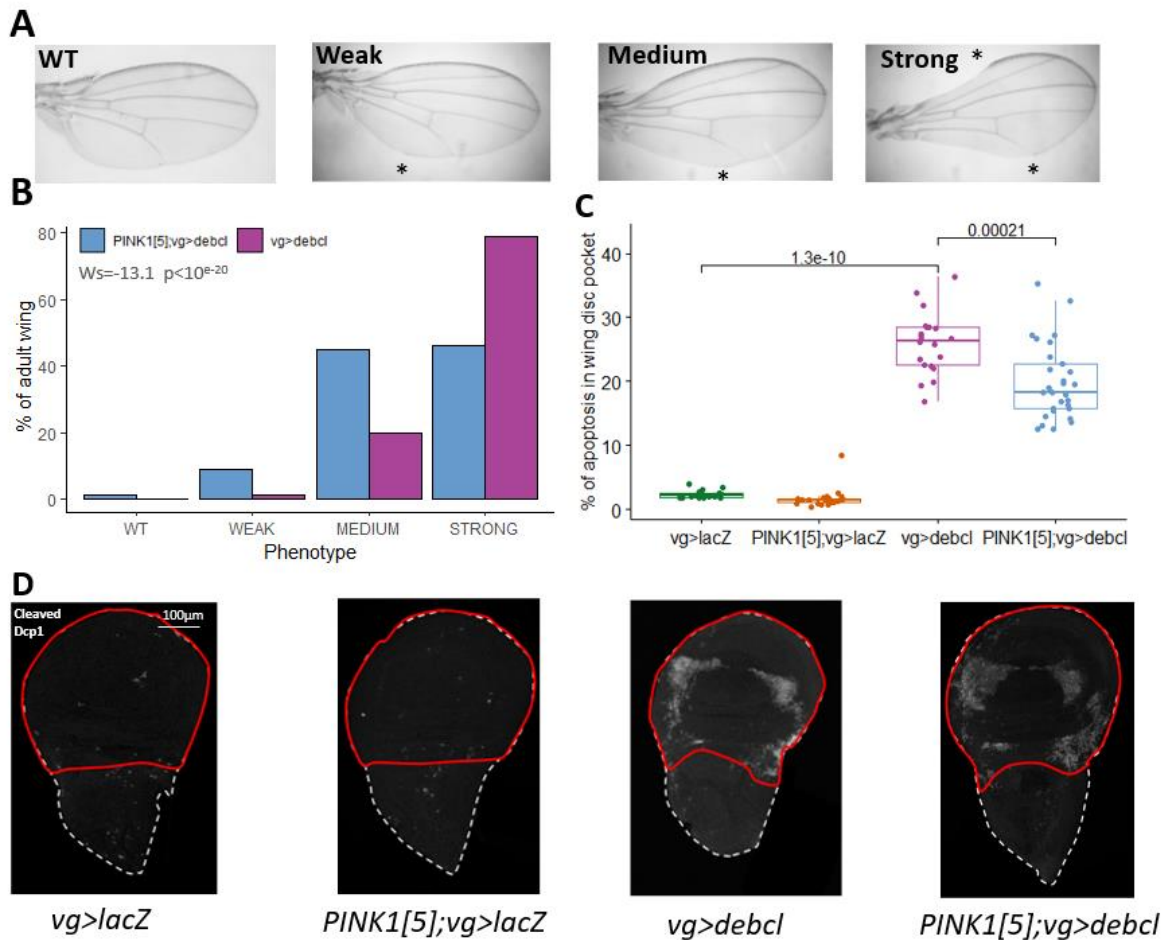 A
WT
Weak
Medium
Strong *
*
*
*
B
80
60
40
20
0
% of adult wing
PINK1[5];vg>debcl
vg>debcl
Ws=-13.1 p<10e-20
WT
WEAK
MEDIUM
STRONG
Phenotype
C
40
30
20
10
0
% of apoptosis in wing disc pocket
0.00021
1.3e-10
vg>lacZ
PINK1[5];vg>lacZ
vg>debcl
PINK1[5];vg>debcl
D
Cleaved
Dcp1
100µm
vg>lacZ
PINK1[5];vg>lacZ
vg>debcl
PINK1[5];vg>debcl